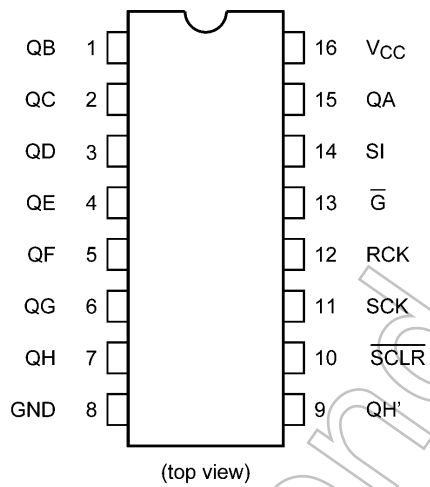 QB 1 16 VCC
QC 2 15 QA
QD 3 14 SI
QE 4 13 G̅
QF 5 12 RCK
QG 6 11 SCK
QH 7 10 S̅C̅L̅R̅
GND 8 9 QH'
(top view)